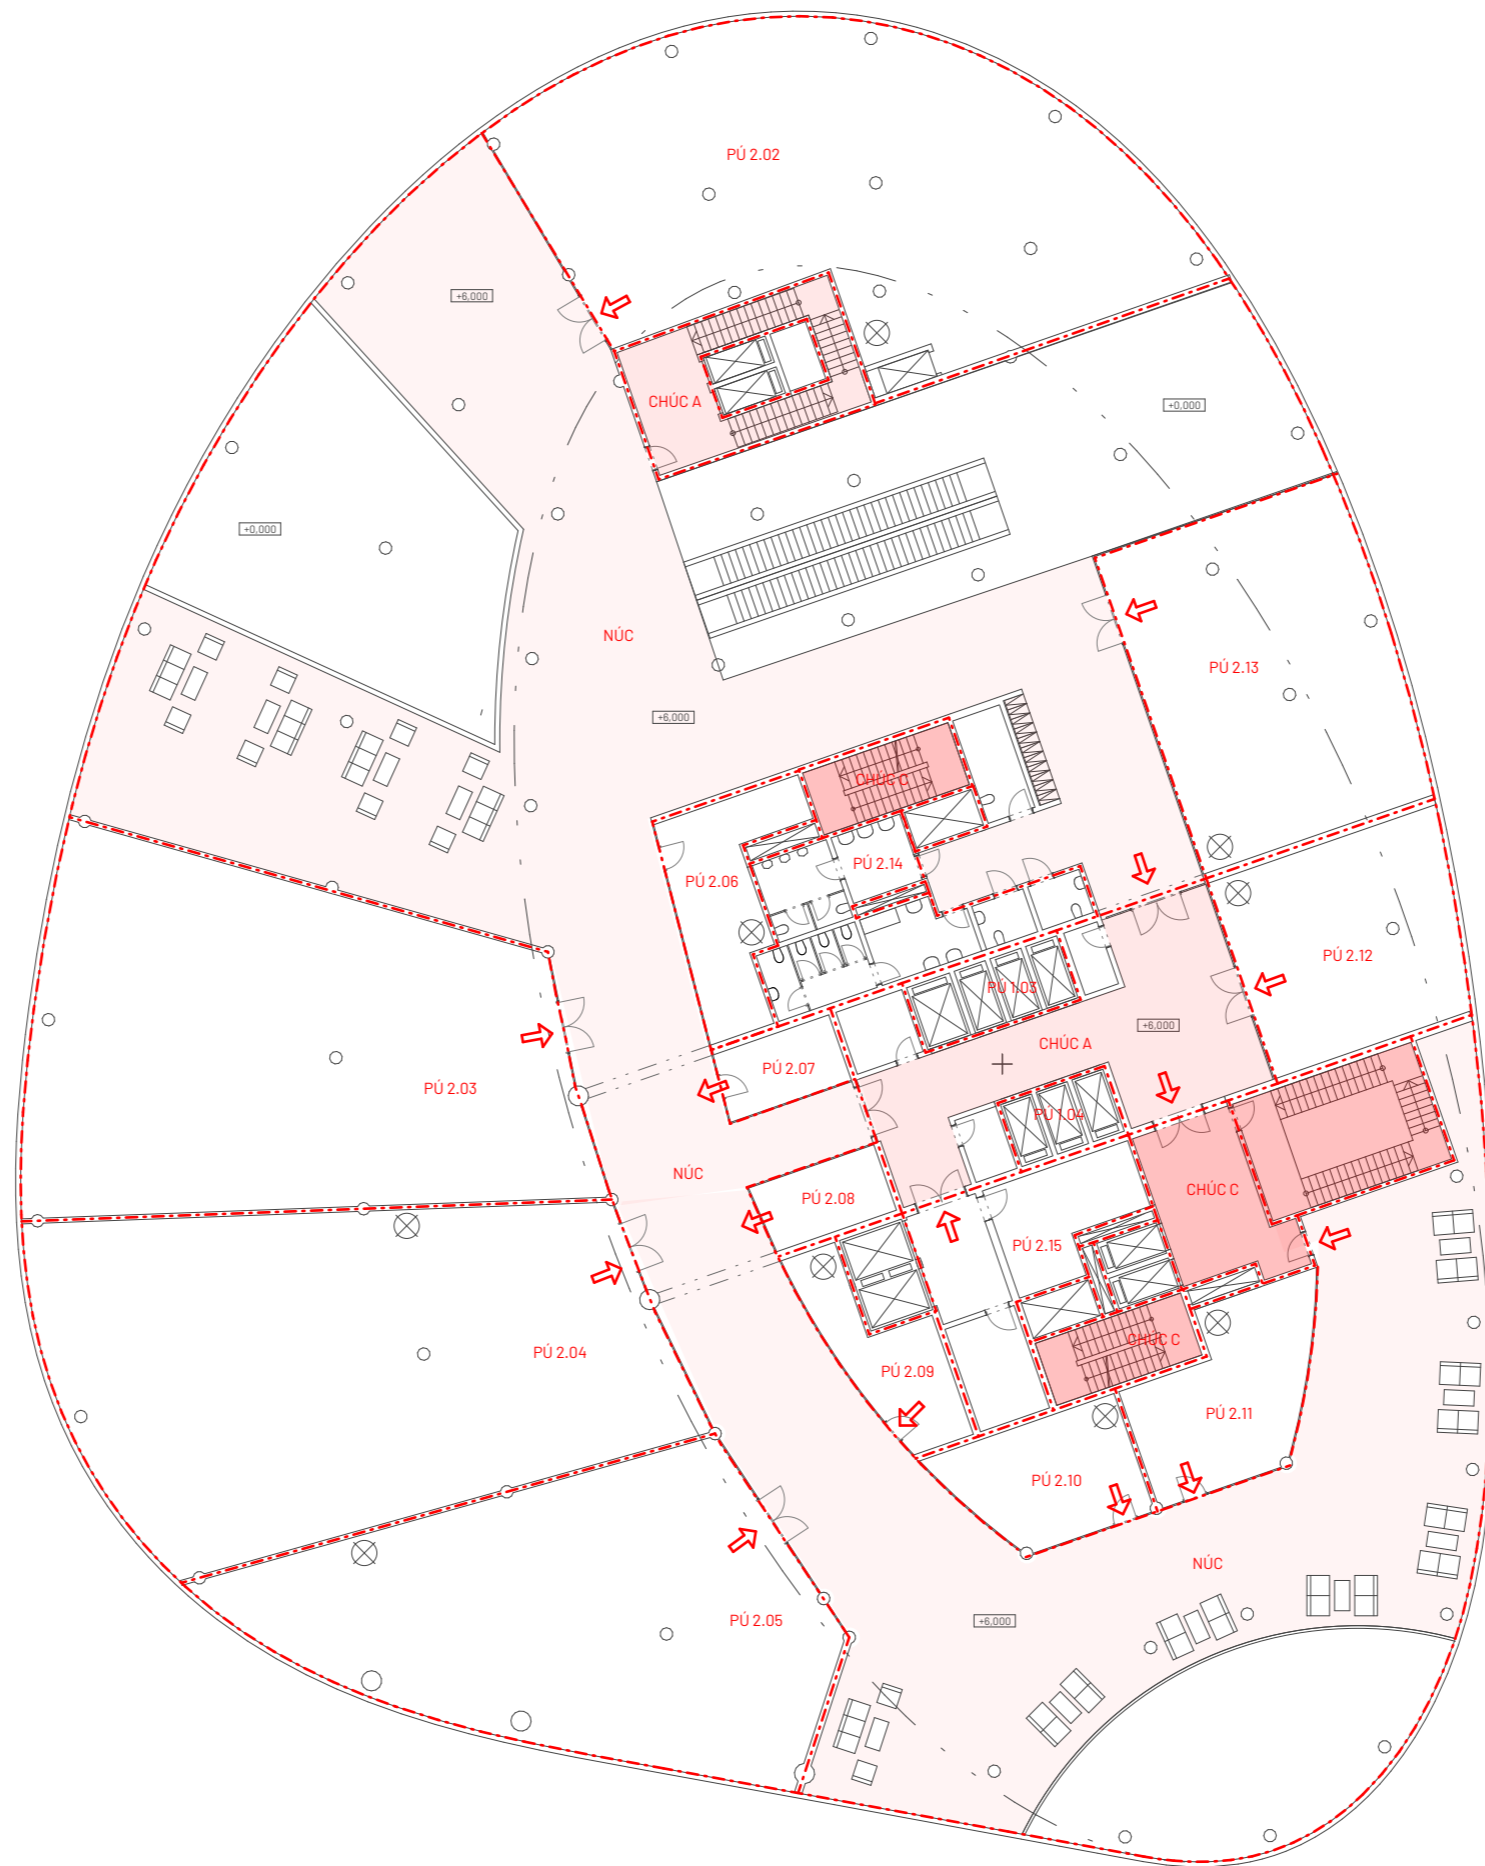 PÚ 2.02
+6,000
CHÚC A
+0,000
+0,000
NÚC
PÚ 2.13
+6,000
CHÚC C
PÚ 2.14
PÚ 2.06
PÚ 2.12
PÚ 1.03
+6,000
CHÚC A
PÚ 2.07
PÚ 2.03
PÚ 1.04
NÚC
PÚ 2.08
CHÚC C
PÚ 2.15
CHÚC C
PÚ 2.04
PÚ 2.09
PÚ 2.11
PÚ 2.10
NÚC
PÚ 2.05
+6,000